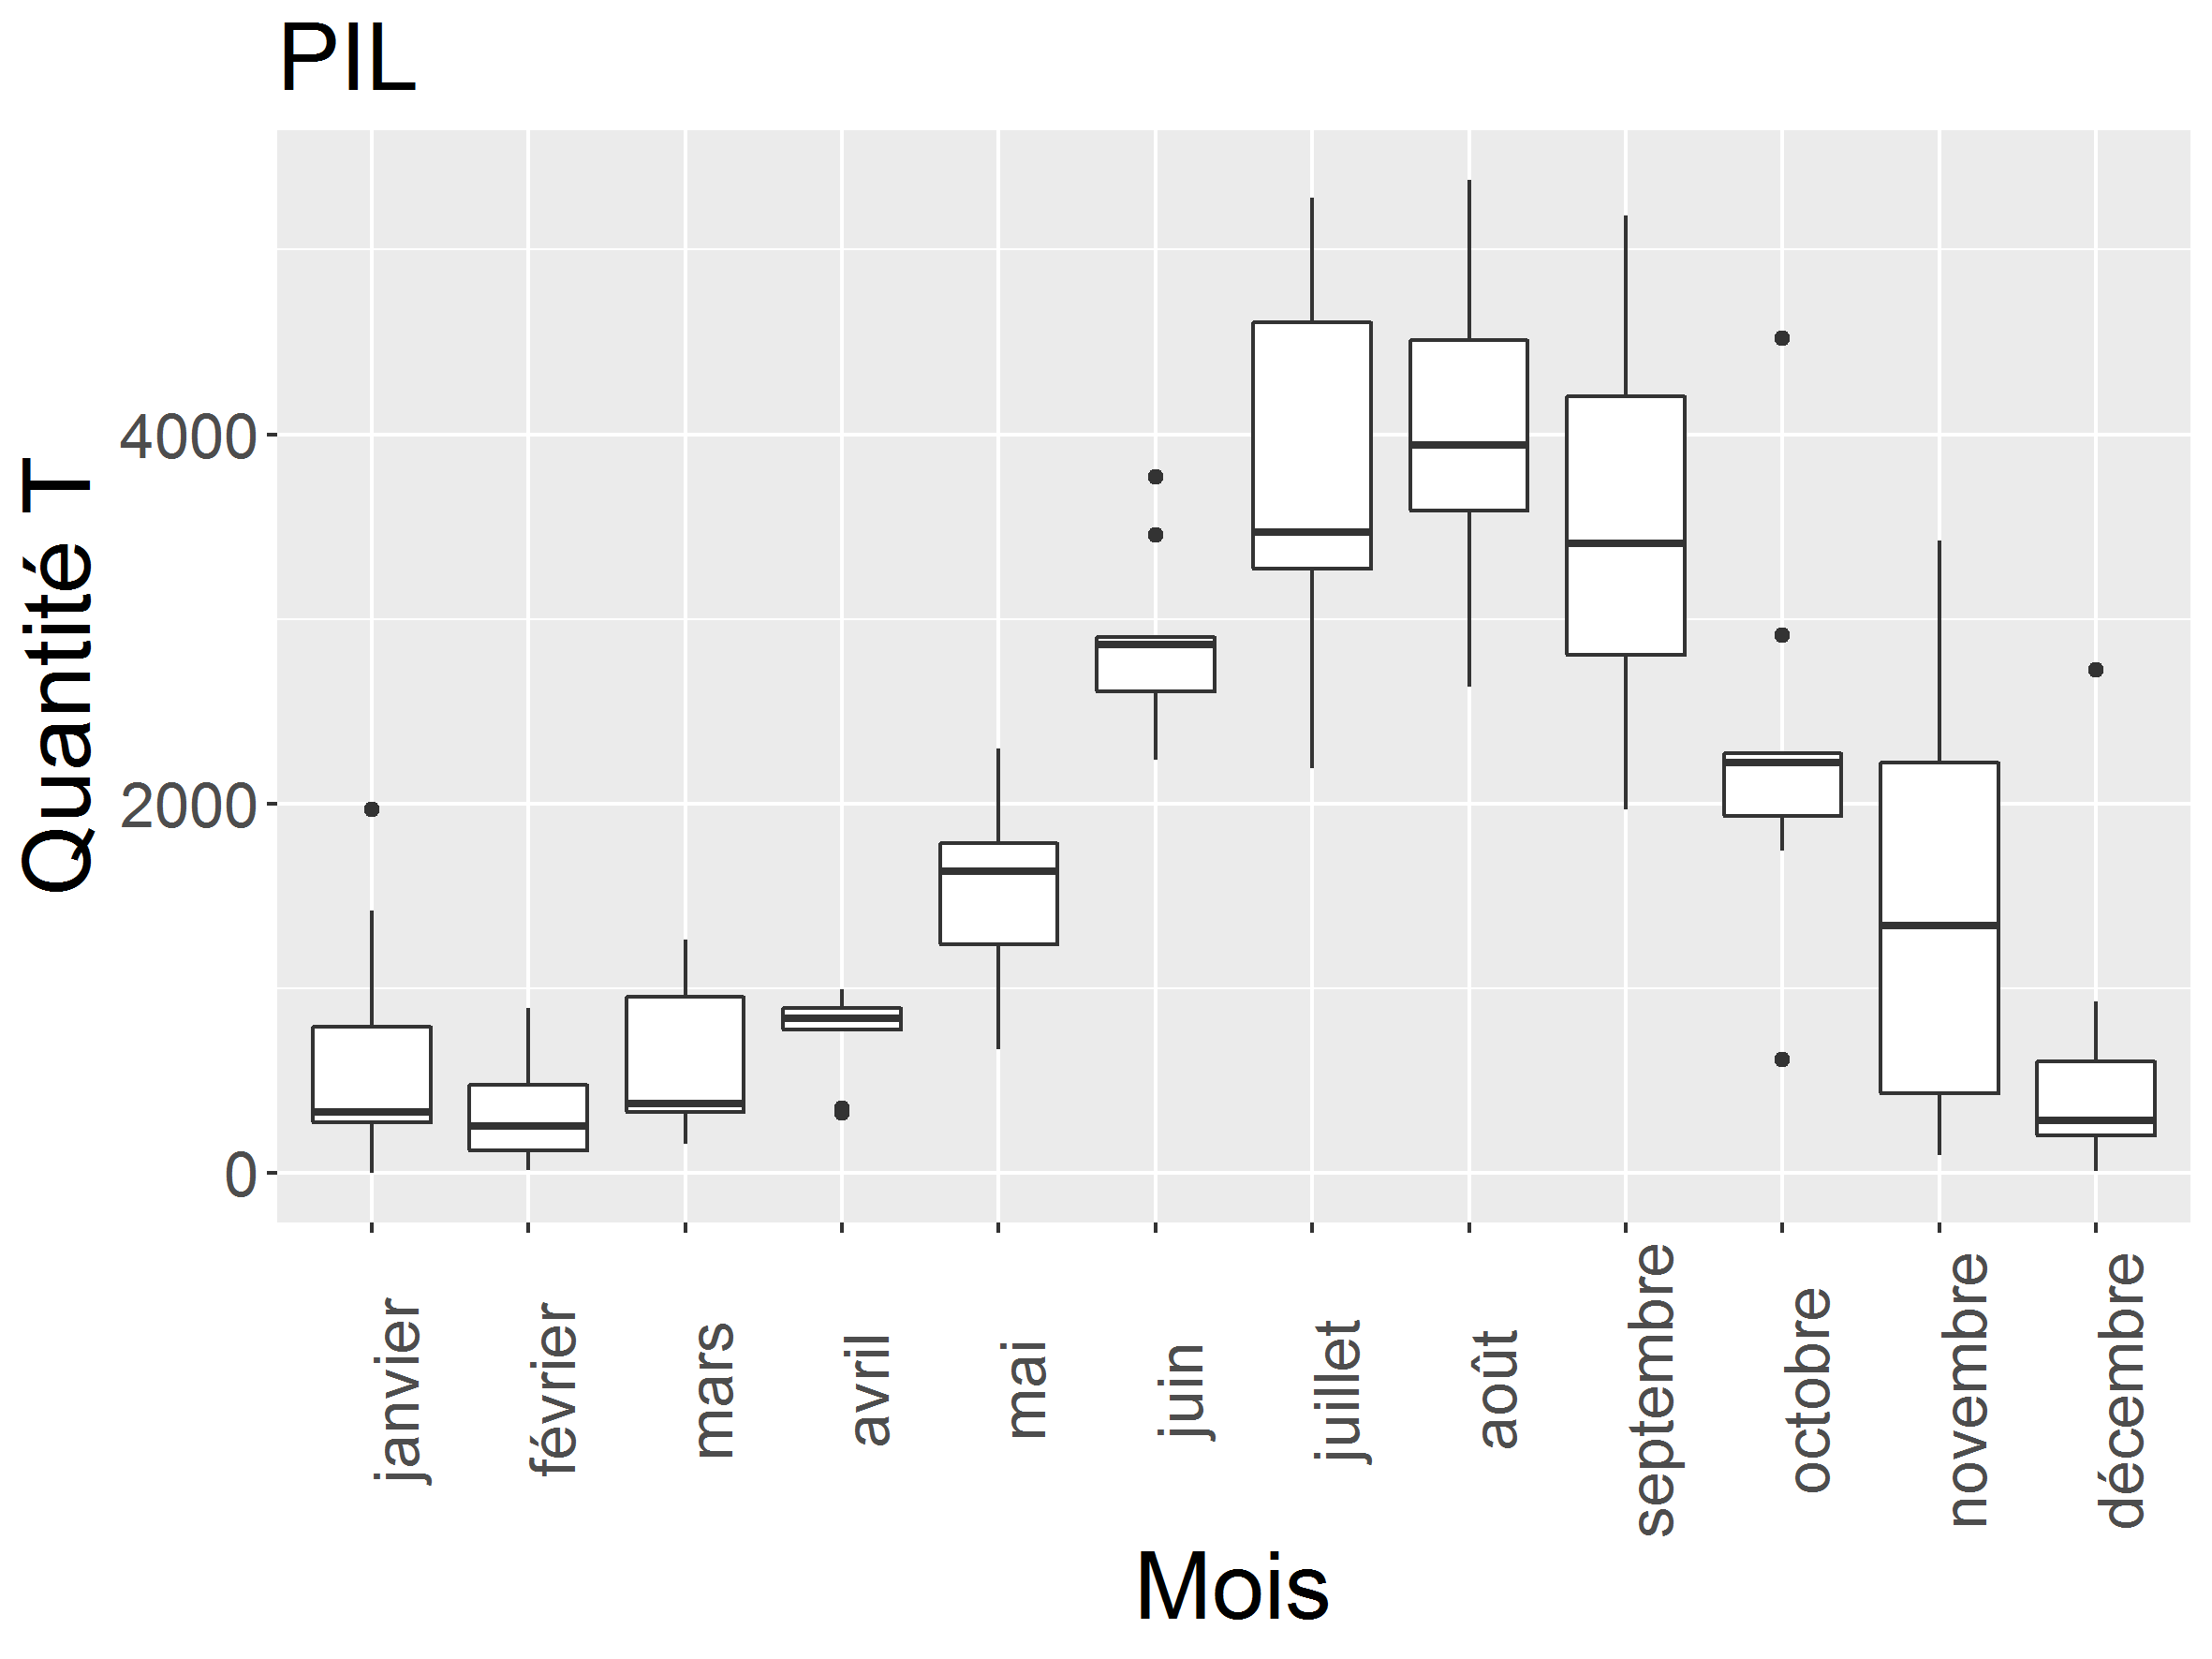 PIL
Quantité T
4000
2000
0
janvier
février
mars
avril
mai
juin
juillet
août
septembre
octobre
novembre
décembre
Mois